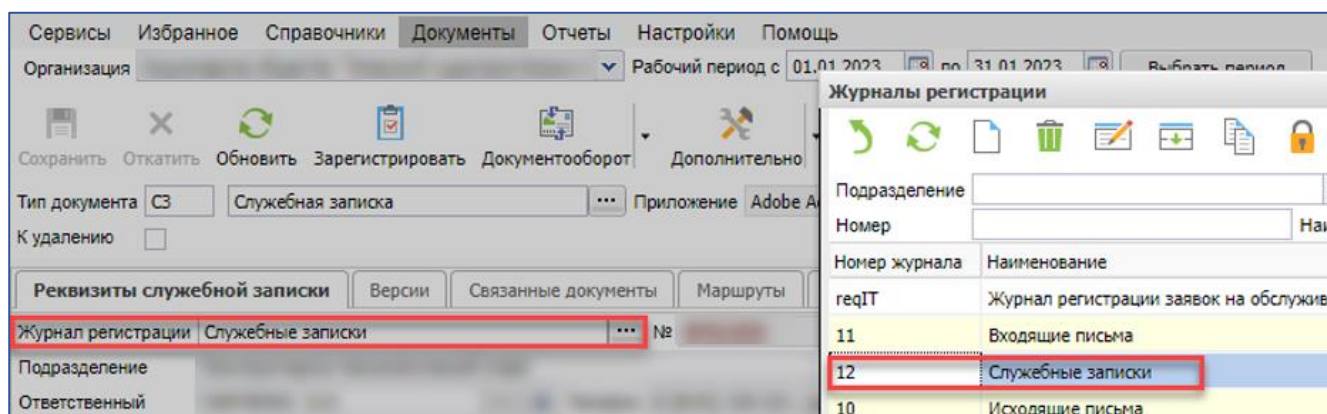 Сервисы Избранное Справочники Документы Отчеты Настройки Помощь
Организация Рабочий период с 01.01.2023 по 31.01.2023 Выбрать период
Сохранить Откатить Обновить Зарегистрировать Документооборот Дополнительно
Тип документа СЗ Служебная записка ... Приложение Adobe
К удалению
Реквизиты служебной записки Версии Связанные документы Маршруты
Журнал регистрации Служебные записки ... №
Подразделение
Ответственный
Журналы регистрации
Подразделение
Номер
Номер журнала Наименование
reqIT Журнал регистрации заявок на
11 Входящие письма
12 Служебные записки
10 Исходящие письма